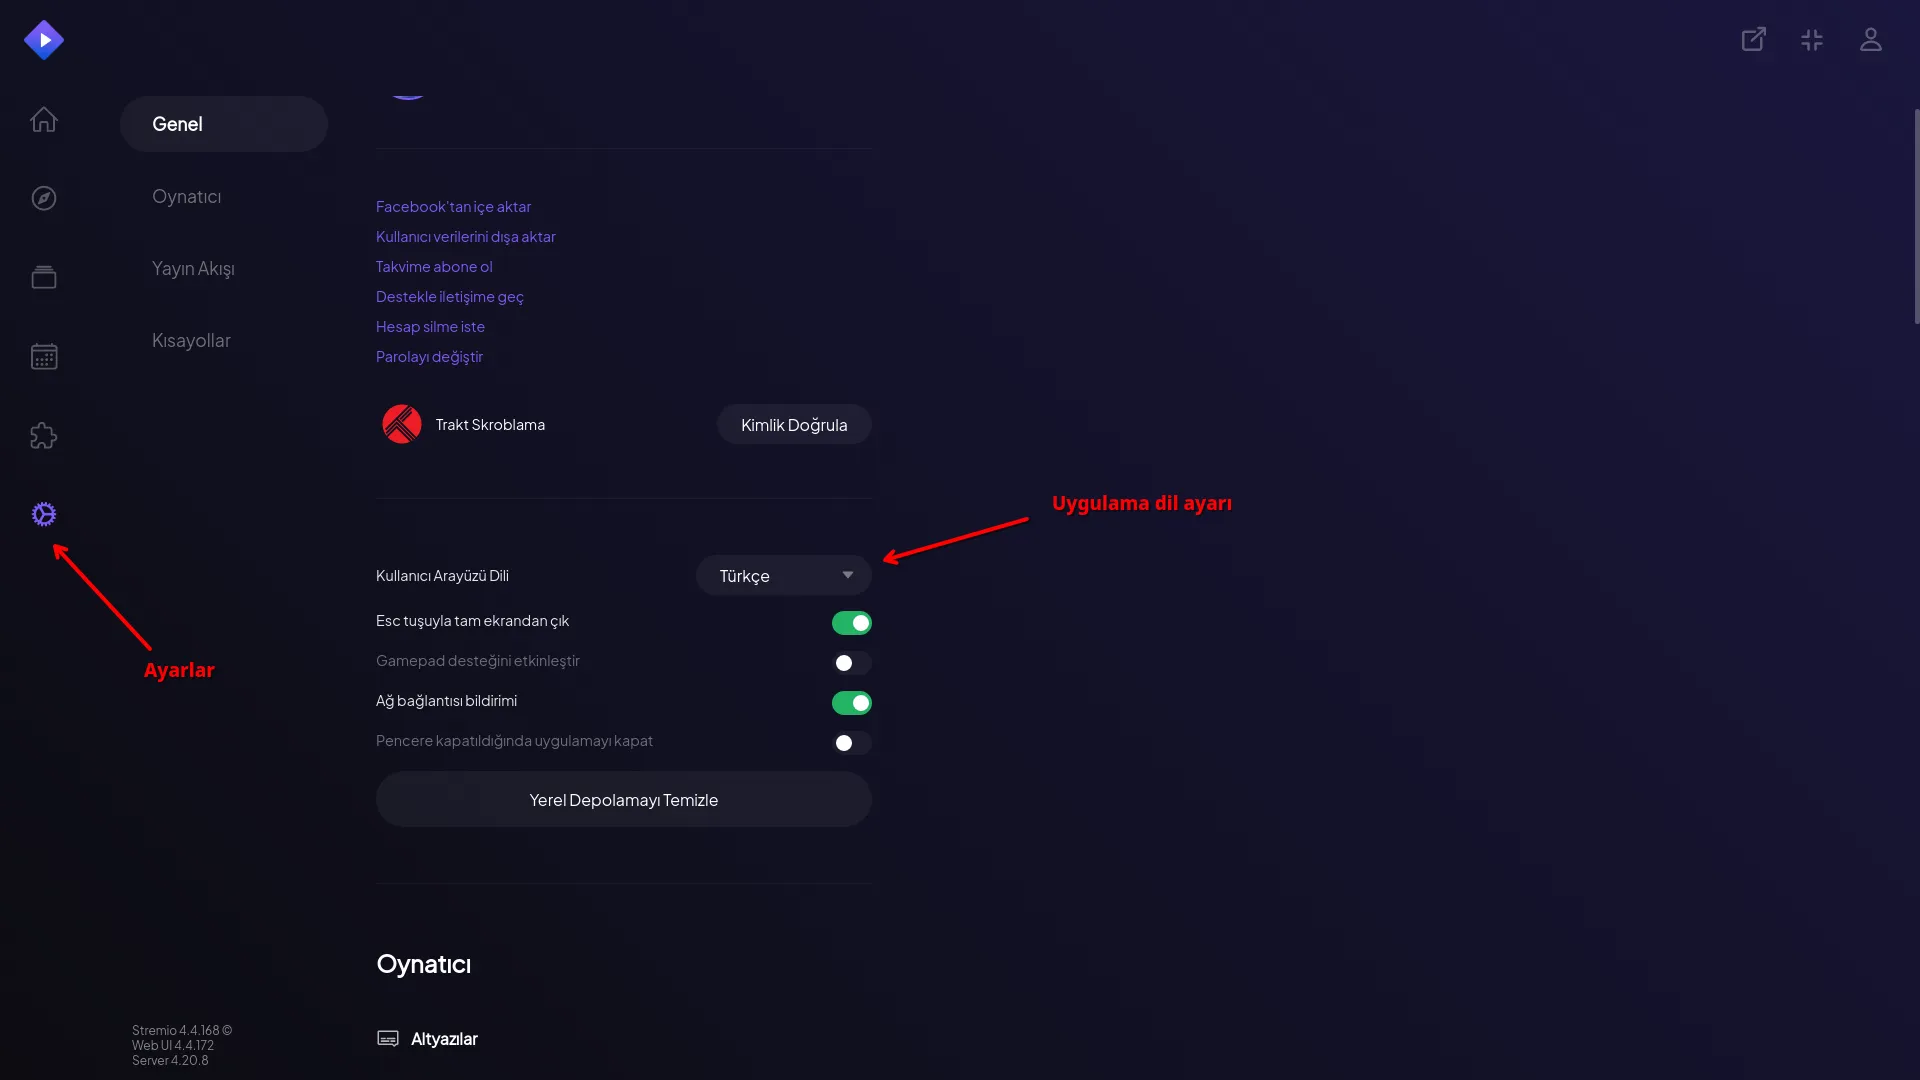 Genel
Oynatıcı
Yayın Akışı
Kısayollar
Facebook'tan içe aktar
Kullanıcı verilerini dışa aktar
Takvime abone ol
Destekle iletişime geç
Hesap silme iste
Parolayı değiştir
Trakt Skroblama
Kimlik Doğrula
Uygulama dil ayarı
Kullanıcı Arayüzü Dili
Türkçe
Esc tuşuyla tam ekrandan çık
Gamepad desteğini etkinleştir
Ağ bağlantısı bildirimi
Pencere kapatıldığında uygulamayı kapat
Yerel Depolamayı Temizle
Ayarlar
Oynatıcı
Altyazılar
Stremio 4.4.168 ©
Web UI 4.4.172
Server 4.20.8